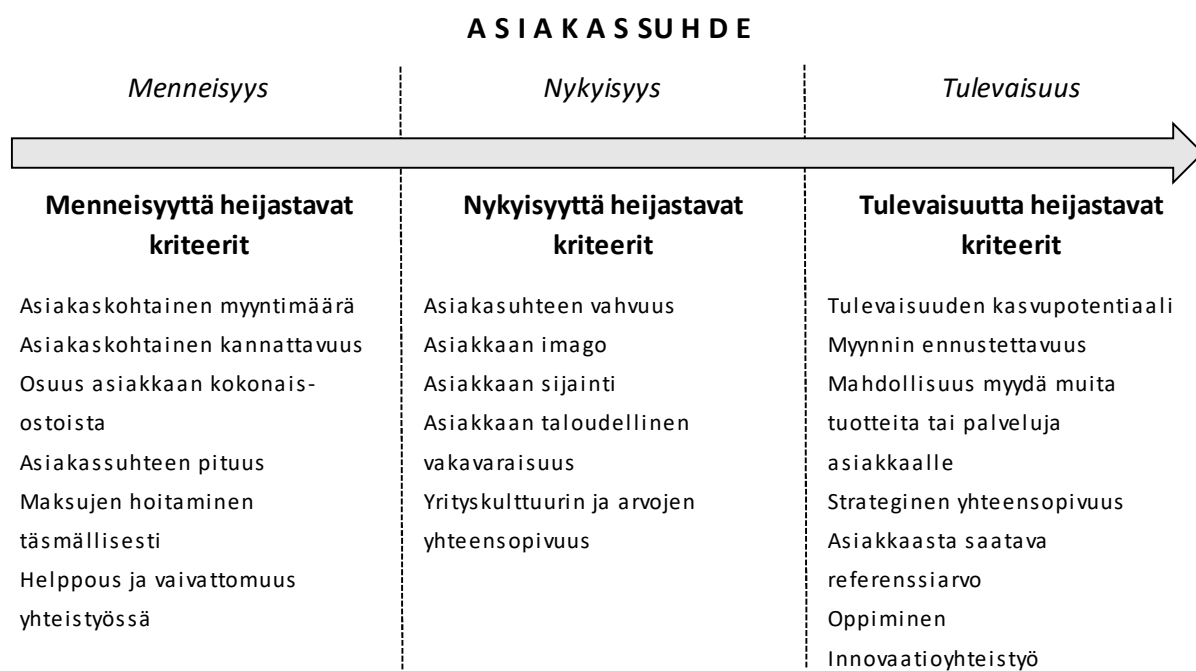 ASIAKASSUHDE
Menneisyys
Nykyisyys
Tulevaisuus
Menneisyyttä heijastavat
kriteerit
Asiakaskohtainen myyntimäärä
Asiakaskohtainen kannattavuus
Osuus asiakkaan kokonais-
ostoista
Asiakassuhteen pituus
Maksujen hoitaminen
täsmällisesti
Helppous ja vaivattomuus
yhteistyössä
Nykyisyyttä heijastavat
kriteerit
Asiakasuhteen vahvuus
Asiakkaan imago
Asiakkaan sijainti
Asiakkaan taloudellinen
vakavaraisuus
Yrityskulttuurin ja arvojen
yhteensopivuus
Tulevaisuutta heijastavat
kriteerit
Tulevaisuuden kasvupotentiaali
Myynnin ennustettavuus
Mahdollisuus myydä muita
tuotteita tai palveluja
asiakkaalle
Strateginen yhteensopivuus
Asiakkaasta saatava
referenssiarvo
Oppiminen
Innovaatioyhteistyö